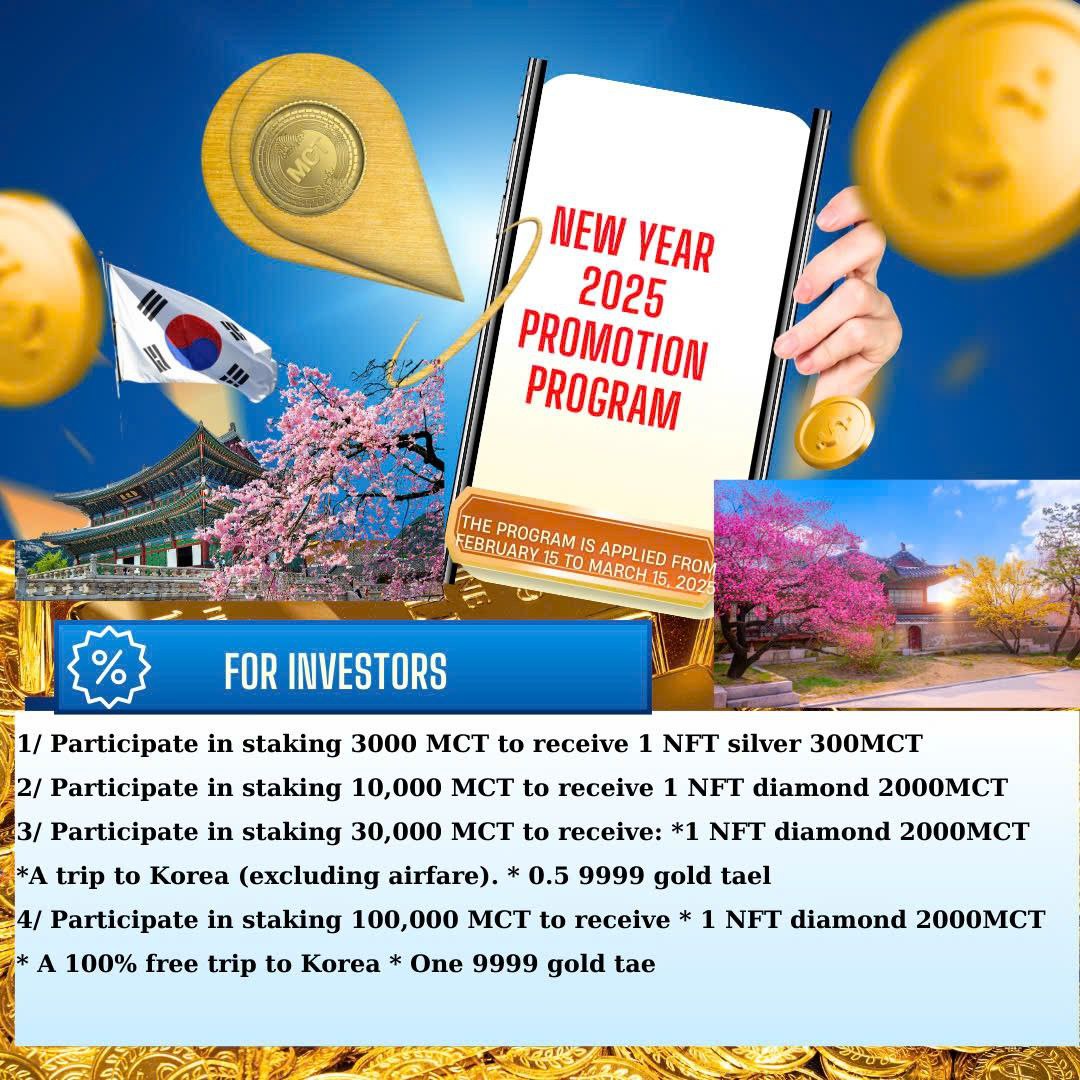 MCT
NEW YEAR
2025
PROMOTION
PROGRAM
THE PROGRAM IS APPLIED FROM
FEBRUARY 15 TO MARCH 15, 2025
%
FOR INVESTORS
1/ Participate in staking 3000 MCT to receive 1 NFT silver 300MCT
2/ Participate in staking 10,000 MCT to receive 1 NFT diamond 2000MCT
3/ Participate in staking 30,000 MCT to receive: *1 NFT diamond 2000MCT
*A trip to Korea (excluding airfare). * 0.5 9999 gold tael
4/ Participate in staking 100,000 MCT to receive * 1 NFT diamond 2000MCT
* A 100% free trip to Korea * One 9999 gold tae